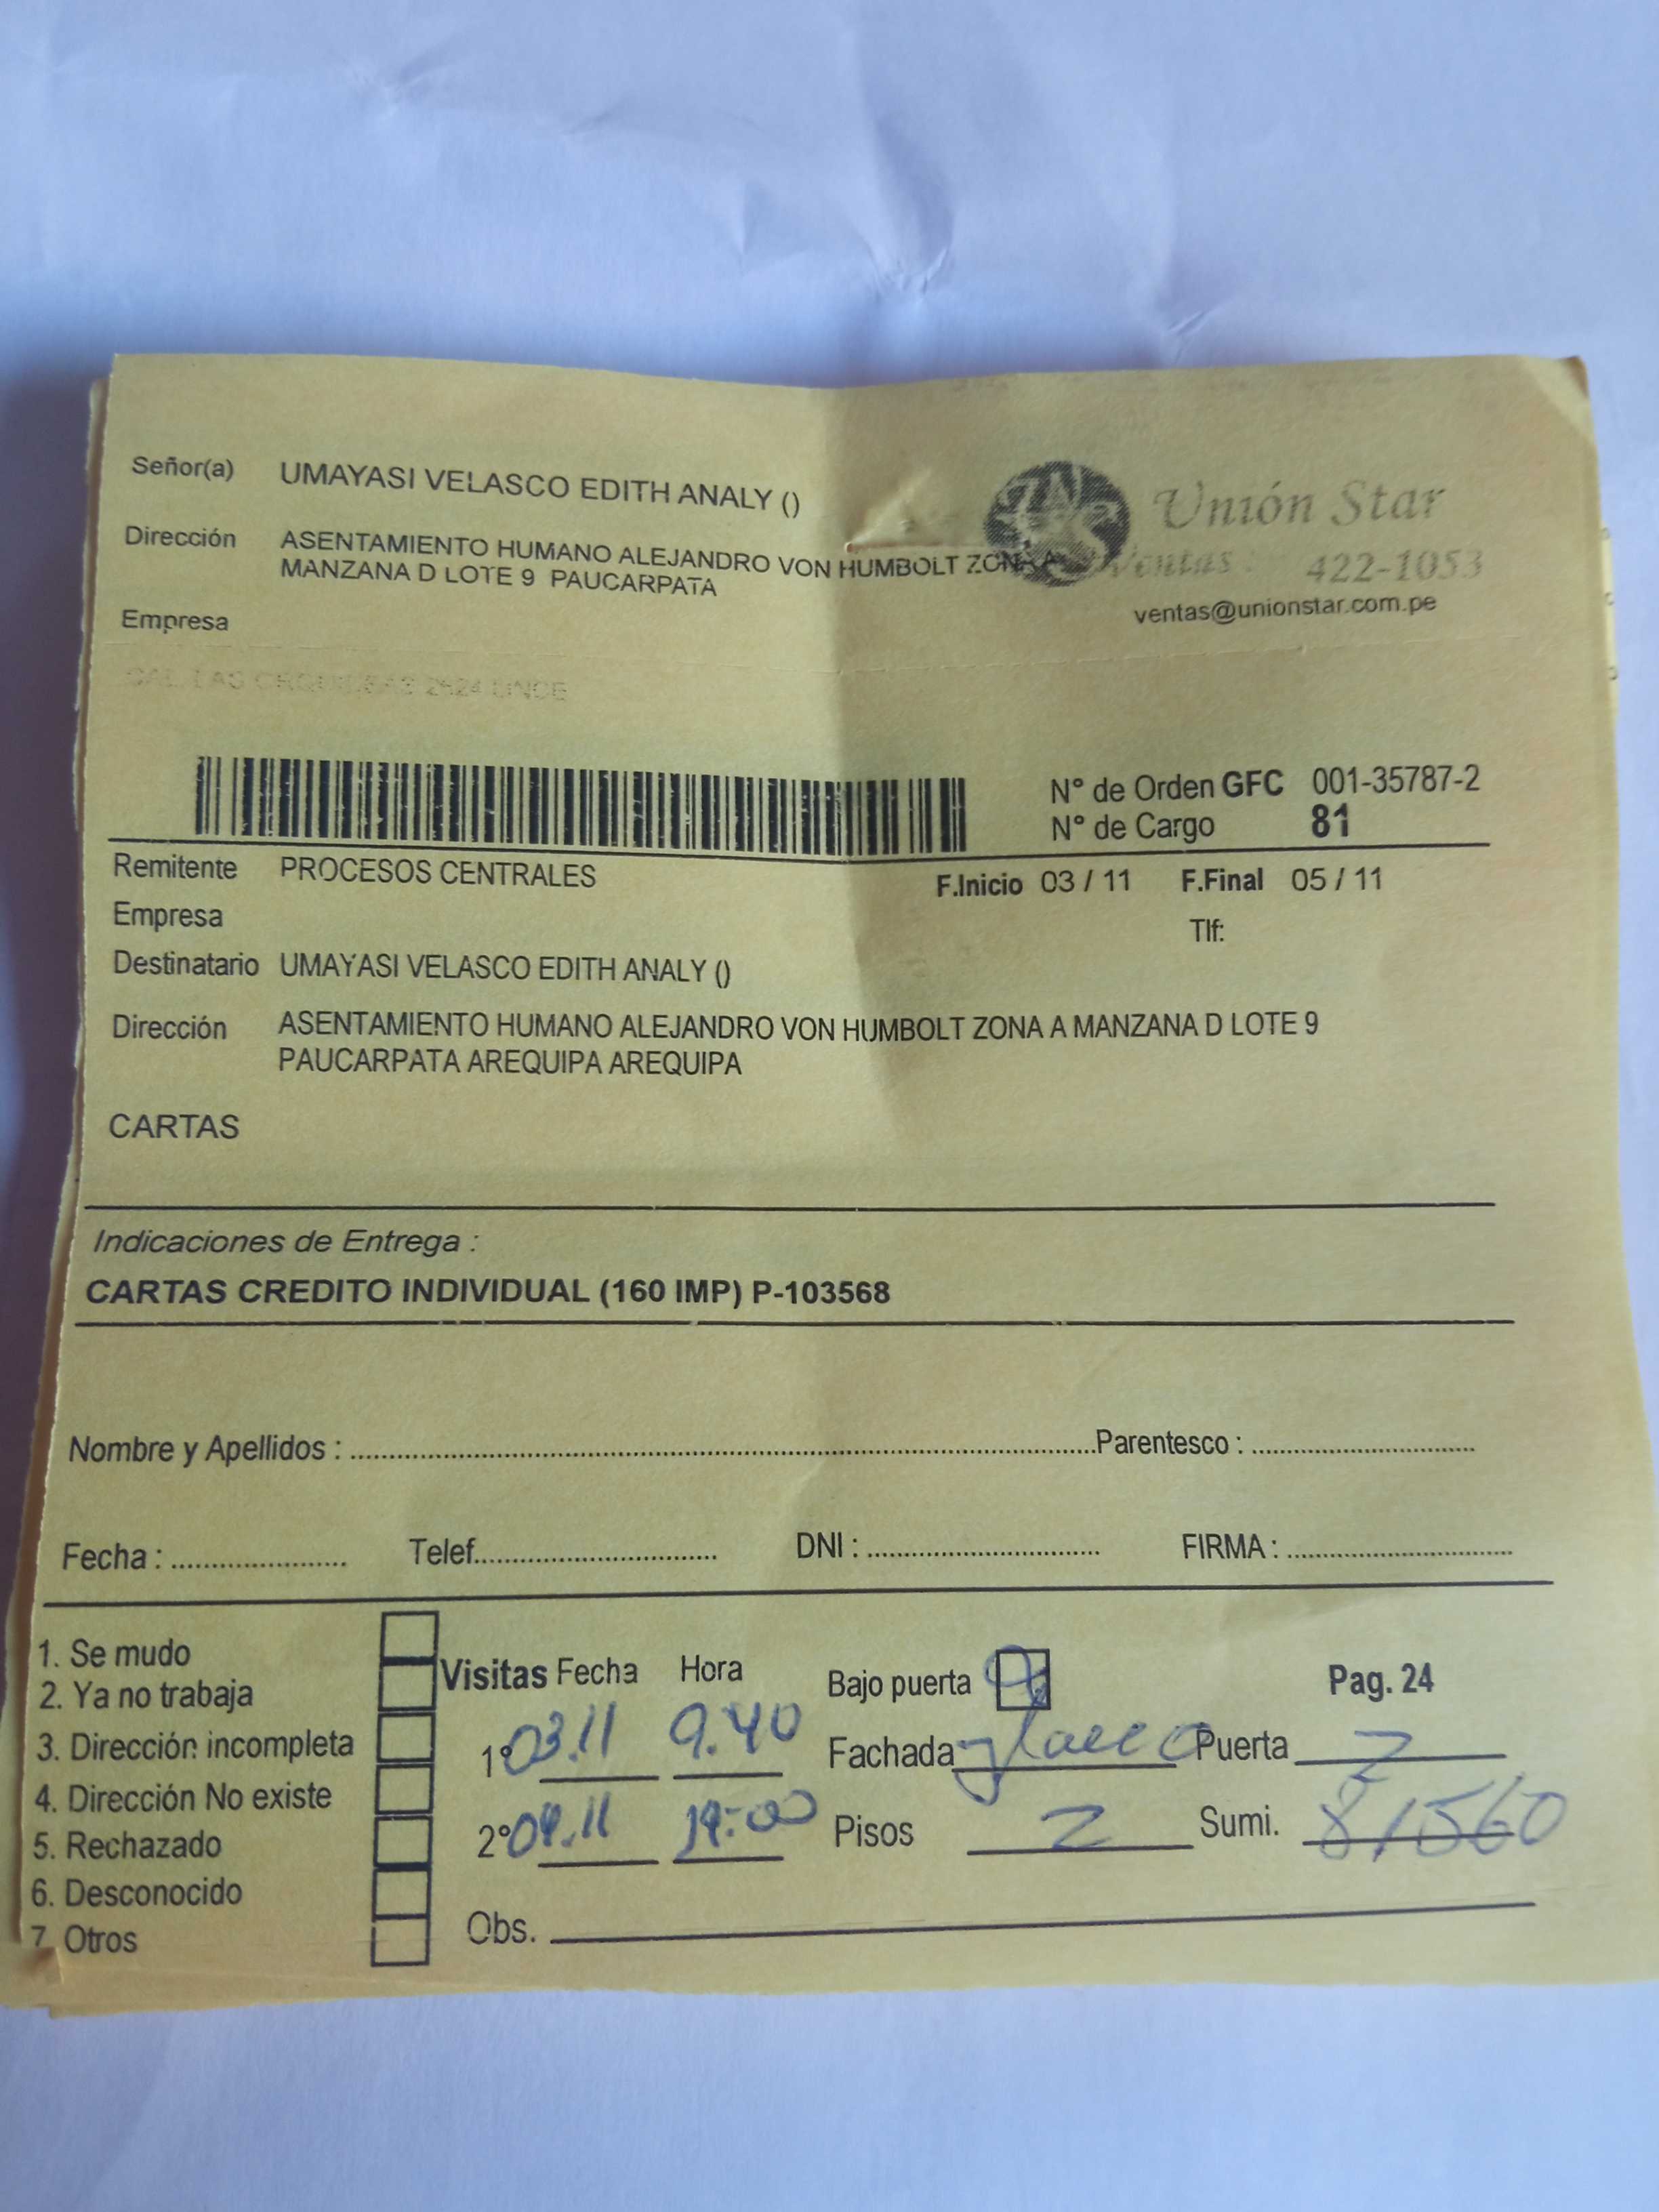 Señor(a) UMAYASI VELASCO EDITH ANALY ()
Unión Star
Dirección ASENTAMIENTO HUMANO ALEJANDRO VON HUMBOLT ZONA A
MANZANA D LOTE 9 PAUCARPATA
Ventas : 422-1053
ventas@unionstar.com.pe
Empresa
2624 LINCE
N° de Orden GFC 001-35787-2
N° de Cargo 81
Remitente PROCESOS CENTRALES
F.Inicio 03 / 11 F.Final 05 / 11
Empresa
Tlf:
Destinatario UMAYASI VELASCO EDITH ANALY ()
Dirección ASENTAMIENTO HUMANO ALEJANDRO VON HUMBOLT ZONA A MANZANA D LOTE 9
PAUCARPATA AREQUIPA AREQUIPA
CARTAS
Indicaciones de Entrega :
CARTAS CREDITO INDIVIDUAL (160 IMP) P-103568
Nombre y Apellidos : Parentesco :
Fecha : Telef. DNI : FIRMA :
1. Se mudo
2. Ya no trabaja
3. Dirección incompleta
4. Dirección No existe
5. Rechazado
6. Desconocido
7. Otros
Visitas Fecha Hora
1° 03.11 9.40
2° 04.11 14:00
Bajo puerta
Pag. 24
Fachada Puerta
Pisos 2 Sumi. 81560
Obs.